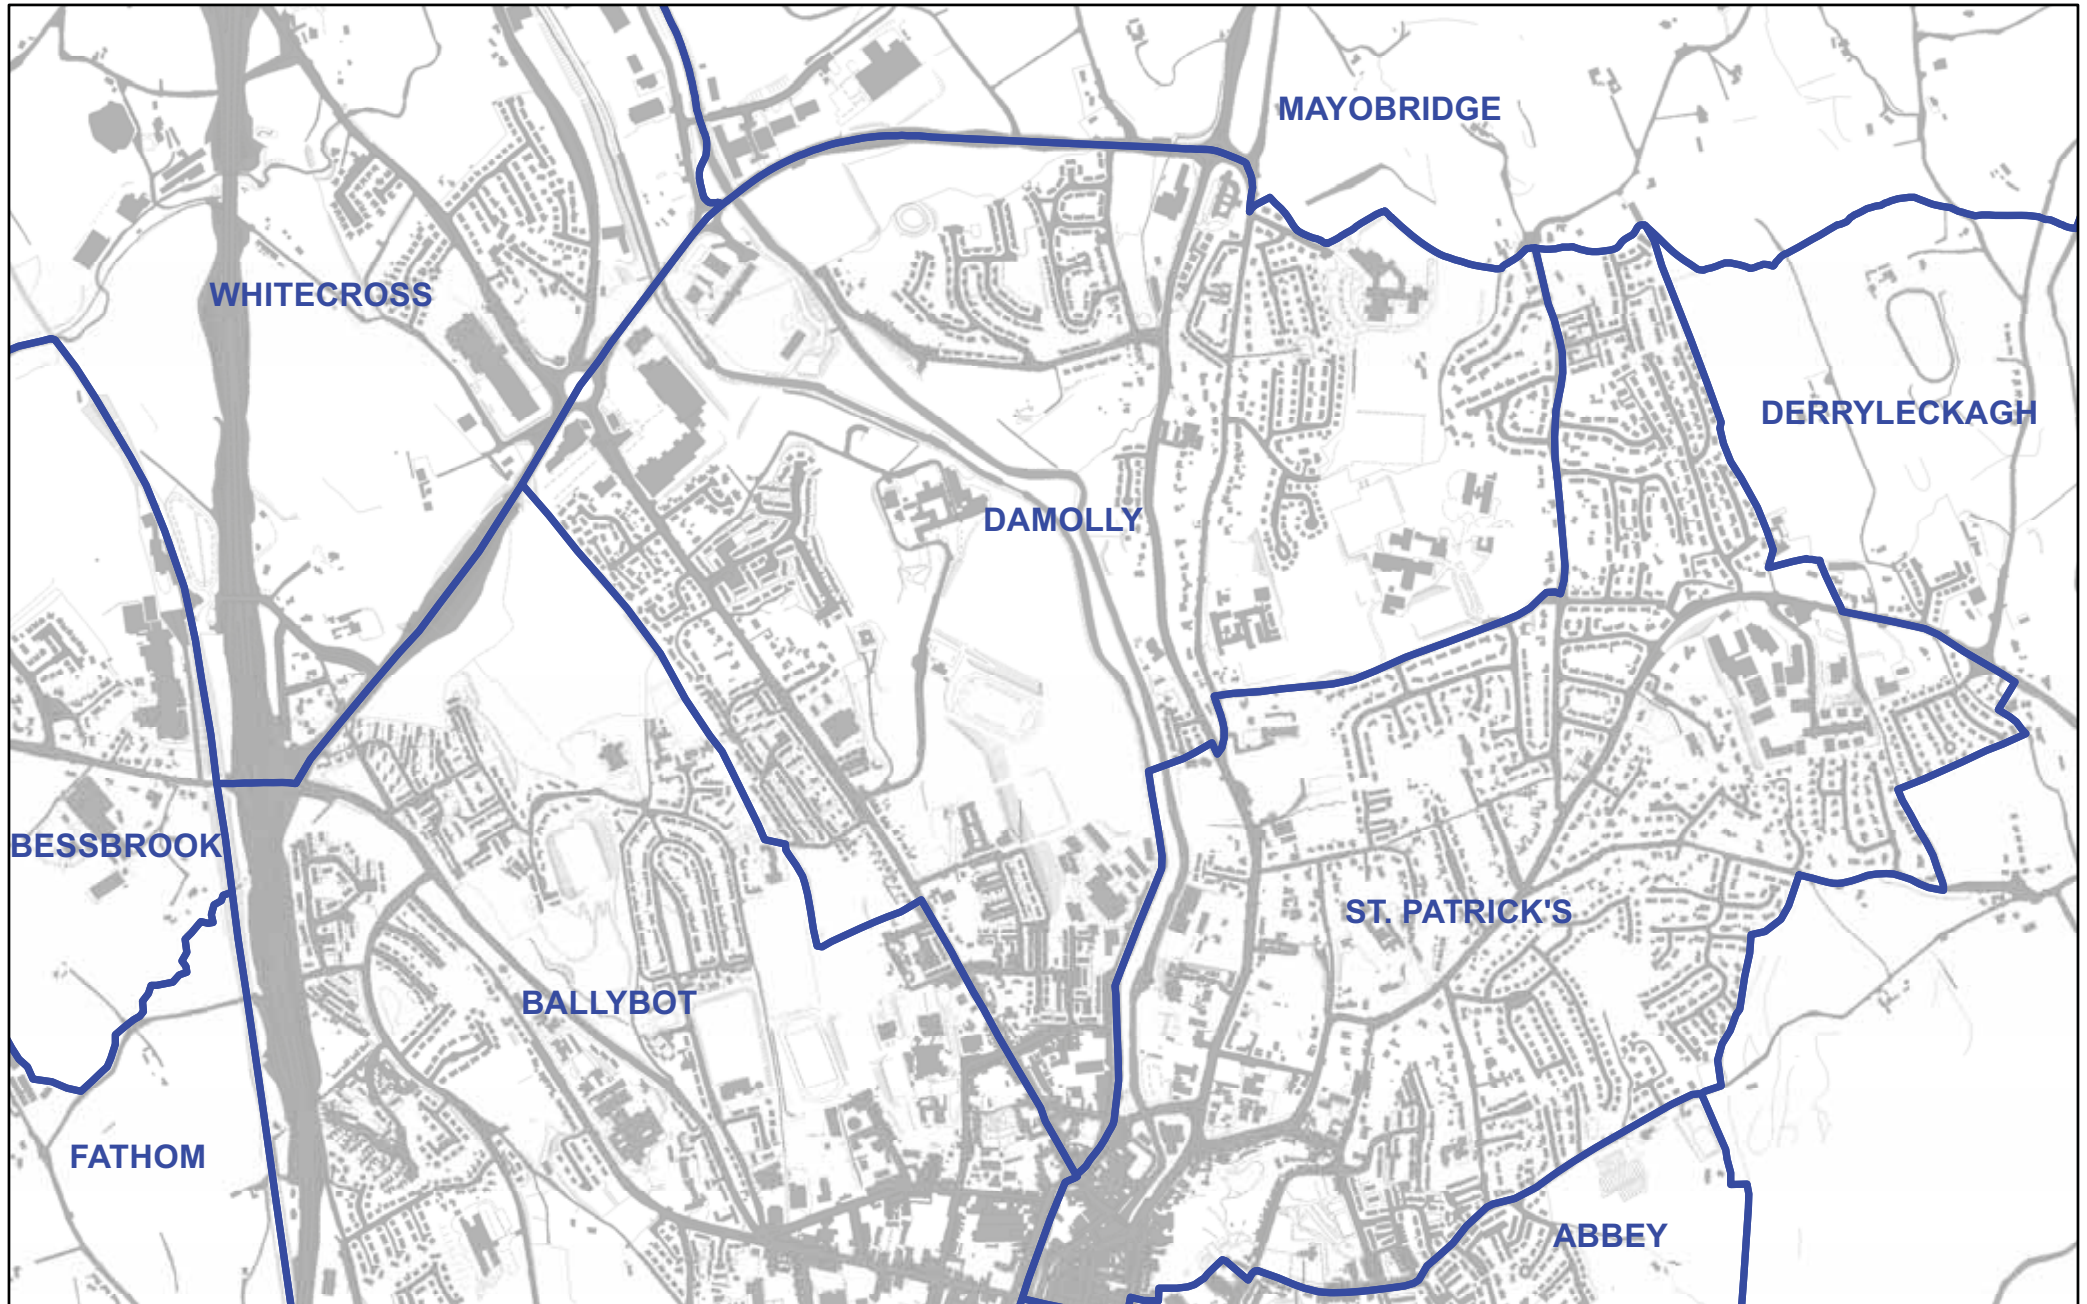 MAYOBRIDGE
WHITECROSS
DERRYLECKAGH
DAMOLLY
BESSBROOK
ST. PATRICK'S
BALLYBOT
FATHOM
ABBEY